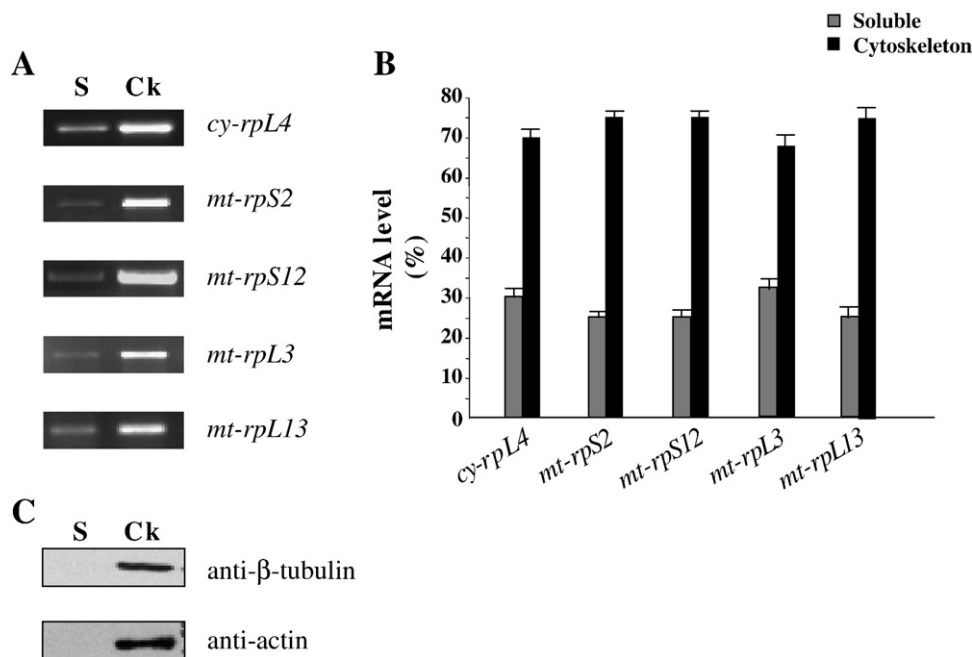 Soluble
Cytoskeleton
A
S Ck
cy-rpL4
mt-rpS2
mt-rpS12
mt-rpL3
mt-rpL13
B
mRNA level
(%)
80
70
60
50
40
30
20
10
0
cy-rpL4
mt-rpS2
mt-rpS12
mt-rpL3
mt-rpL13
C
S Ck
anti-β-tubulin
anti-actin